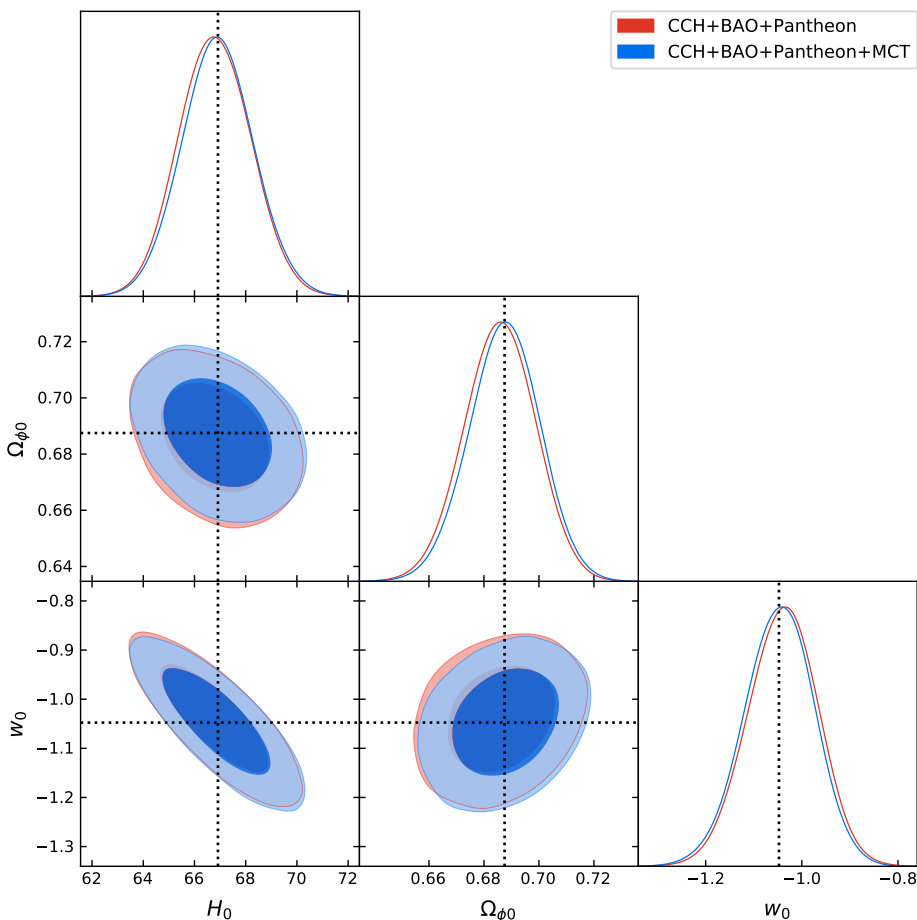 CCH+BAO+Pantheon
CCH+BAO+Pantheon+MCT
0.72
0.70
0.68
0.66
0.64
Ω_ϕ0
−0.8
−0.9
−1.0
−1.1
−1.2
−1.3
w_0
62 64 66 68 70 72
0.66 0.68 0.70 0.72
−1.2 −1.0 −0.8
H_0 Ω_ϕ0 w_0